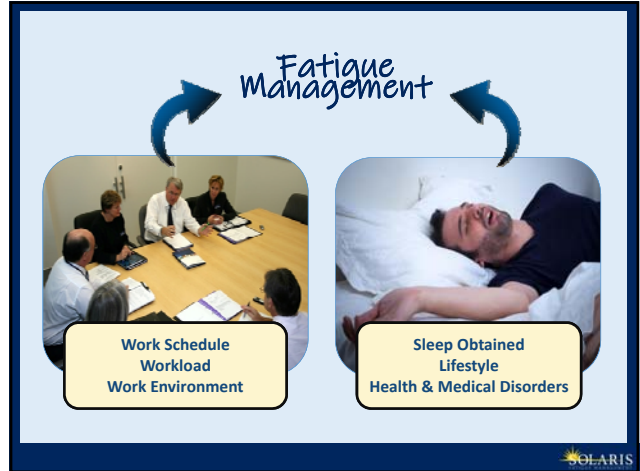 Fatigue
Management
Work Schedule
Workload
Work Environment
Sleep Obtained
Lifestyle
Health & Medical Disorders
SOLARIS